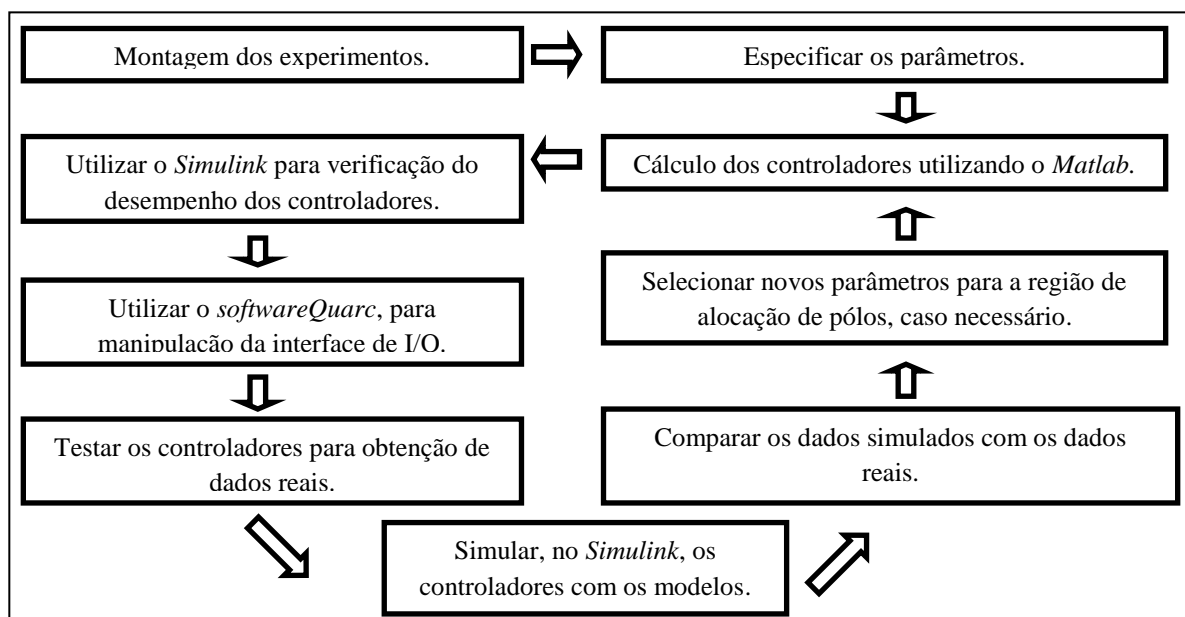 Montagem dos experimentos.
Especificar os parâmetros.
Utilizar o Simulink para verificação do
desempenho dos controladores.
Cálculo dos controladores utilizando o Matlab.
Utilizar o softwareQuarc, para
manipulação da interface de I/O.
Selecionar novos parâmetros para a região de
alocação de pólos, caso necessário.
Testar os controladores para obtenção de
dados reais.
Comparar os dados simulados com os dados
reais.
Simular, no Simulink, os
controladores com os modelos.